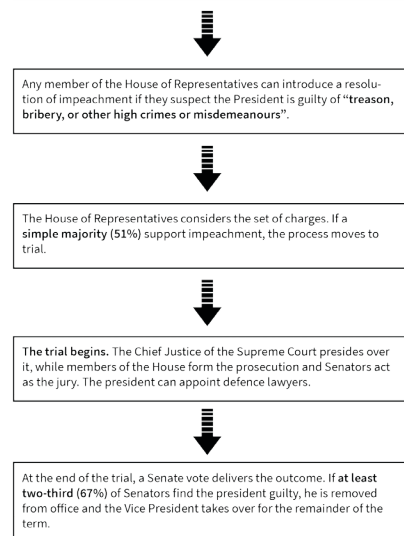 Any member of the House of Representatives can introduce a resolu-
tion of impeachment if they suspect the President is guilty of “treason,
bribery, or other high crimes or misdemeanours”.
The House of Representatives considers the set of charges. If a
simple majority (51%) support impeachment, the process moves to
trial.
The trial begins. The Chief Justice of the Supreme Court presides over
it, while members of the House form the prosecution and Senators act
as the jury. The president can appoint defence lawyers.
At the end of the trial, a Senate vote delivers the outcome. If at least
two-third (67%) of Senators find the president guilty, he is removed
from office and the Vice President takes over for the remainder of the
term.